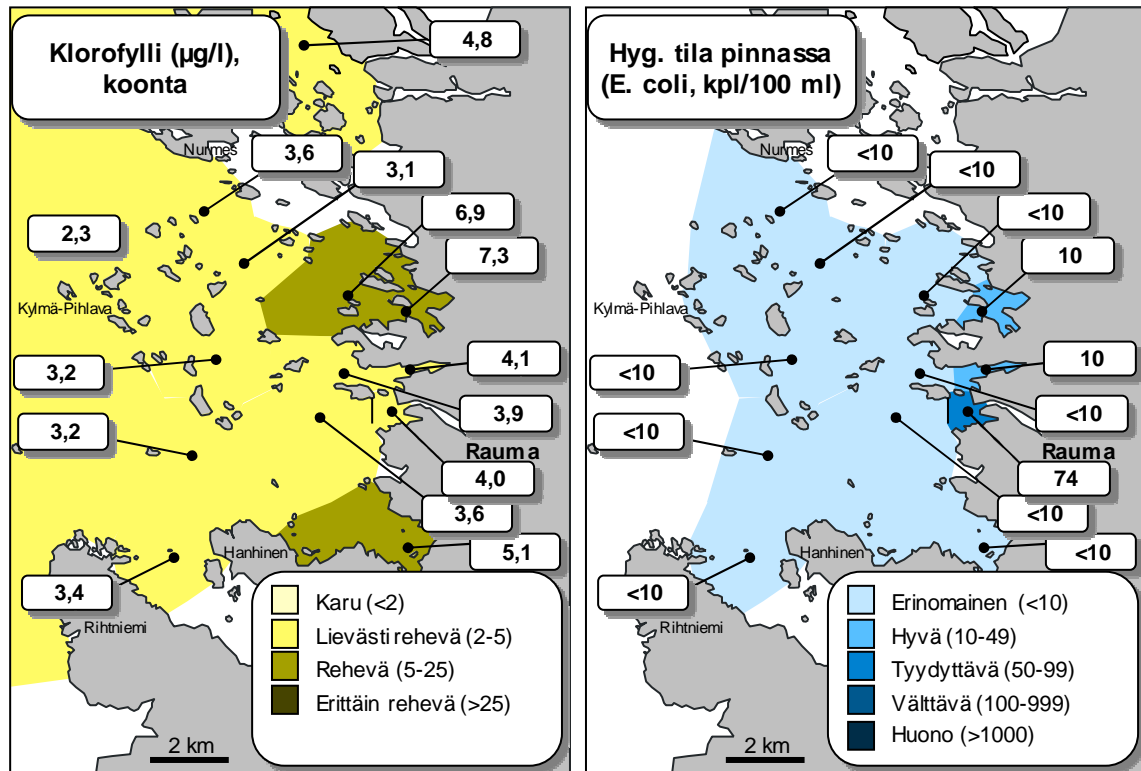 Klorofylli (µg/l),
koonta
4,8
Nurmes
3,6
3,1
6,9
2,3
7,3
Kylmä-Pihlava
4,1
3,2
3,9
3,2
Rauma
4,0
3,6
Hanhinen
5,1
3,4
Rihtniemi
Karu (<2)
Lievästi rehevä (2-5)
Rehevä (5-25)
Erittäin rehevä (>25)
2 km
Hyg. tila pinnassa
(E. coli, kpl/100 ml)
Nurmes
<10
<10
<10
10
Kylmä-Pihlava
10
<10
<10
<10
Rauma
74
<10
Hanhinen
<10
<10
Rihtniemi
Erinomainen (<10)
Hyvä (10-49)
Tyydyttävä (50-99)
Välttävä (100-999)
Huono (>1000)
2 km